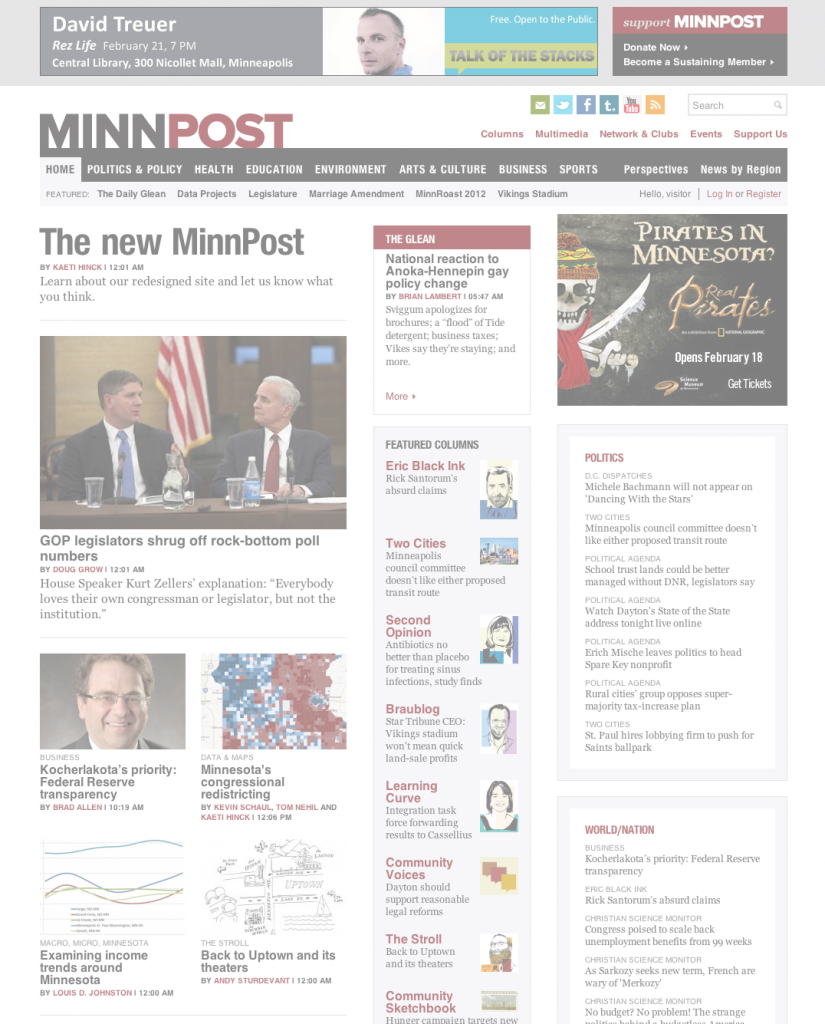 David Treuer
Rez Life February 21, 7 PM
Central Library, 300 Nicollet Mall, Minneapolis
Free. Open to the Public.
TALK OF THE STACKS
support MINNPOST
Donate Now
Become a Sustaining Member
You
Tube
Search
MINNPOST
Columns Multimedia Network & Clubs Events Support Us
HOME POLITICS & POLICY HEALTH EDUCATION ENVIRONMENT ARTS & CULTURE BUSINESS SPORTS Perspectives News by Region
FEATURED: The Daily Glean Data Projects Legislature Marriage Amendment MinnRoast 2012 Vikings Stadium Hello, visitor | Log In or Register
The new MinnPost
BY KAETI HINCK | 12:01 AM
Learn about our redesigned site and let us know what
you think.
GOP legislators shrug off rock-bottom poll
numbers
BY DOUG GROW | 12:01 AM
House Speaker Kurt Zellers' explanation: “Everybody
loves their own congressman or legislator, but not the
institution.”
BUSINESS
Kocherlakota's priority:
Federal Reserve
transparency
BY BRAD ALLEN | 10:19 AM
DATA & MAPS
Minnesota's
congressional
redistricting
BY KEVIN SCHAUL, TOM NEHIL AND
KAETI HINCK | 12:06 PM
UPTOWN
MACRO, MICRO, MINNESOTA
Examining income
trends around
Minnesota
BY LOUIS D. JOHNSTON | 12:00 AM
THE STROLL
Back to Uptown and its
theaters
BY ANDY STURDEVANT | 12:00 AM
THE GLEAN
National reaction to
Anoka-Hennepin gay
policy change
BY BRIAN LAMBERT | 05:47 AM
Sviggum apologizes for
brochures; a “flood” of Tide
detergent; business taxes;
Vikes say they're staying; and
more.
More
FEATURED COLUMNS
Eric Black Ink
Rick Santorum's
absurd claims
Two Cities
Minneapolis
council committee
doesn't like either proposed
transit route
Second
Opinion
Antibiotics no
better than placebo
for treating sinus
infections, study finds
Braublog
Star Tribune CEO:
Vikings stadium
won't mean quick
land-sale profits
Learning
Curve
Integration task
force forwarding
results to Cassellius
Community
Voices
Dayton should
support reasonable
legal reforms
The Stroll
Back to Uptown
and its theaters
Community
Sketchbook
Hunger campaign targets new
PIRATES IN
MINNESOTA?
Real
Pirates
An exhibition from NATIONAL GEOGRAPHIC
Opens February 18
Science
Museum
Get Tickets
POLITICS
D.C. DISPATCHES
Michele Bachmann will not appear on
'Dancing With the Stars'
TWO CITIES
Minneapolis council committee doesn't
like either proposed transit route
POLITICAL AGENDA
School trust lands could be better
managed without DNR, legislators say
POLITICAL AGENDA
Watch Dayton's State of the State
address tonight live online
POLITICAL AGENDA
Erich Mische leaves politics to head
Spare Key nonprofit
POLITICAL AGENDA
Rural cities' group opposes super-
majority tax-increase plan
TWO CITIES
St. Paul hires lobbying firm to push for
Saints ballpark
WORLD/NATION
BUSINESS
Kocherlakota's priority: Federal Reserve
transparency
ERIC BLACK INK
Rick Santorum's absurd claims
CHRISTIAN SCIENCE MONITOR
Congress poised to scale back
unemployment benefits from 99 weeks
CHRISTIAN SCIENCE MONITOR
As Sarkozy seeks new term, French are
wary of 'Merkozy'
CHRISTIAN SCIENCE MONITOR
No budget? No problem! The strange
politics behind a budgetless America